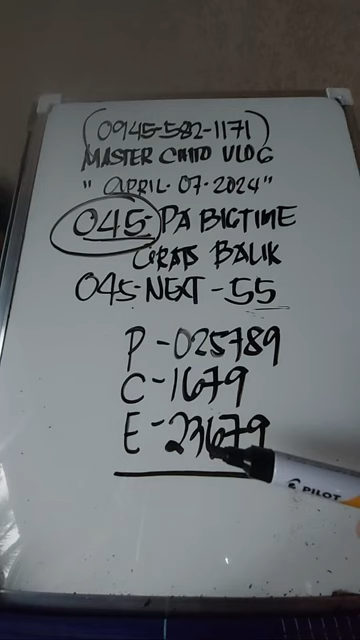 (0945-582-1171)
MASTER CHITO VLOG
"APRIL-07-2024"
045-PA BIGTIME
GRATS BALIK
045-NEXT-55
P-025789
C-1679
E-23679
PILOT